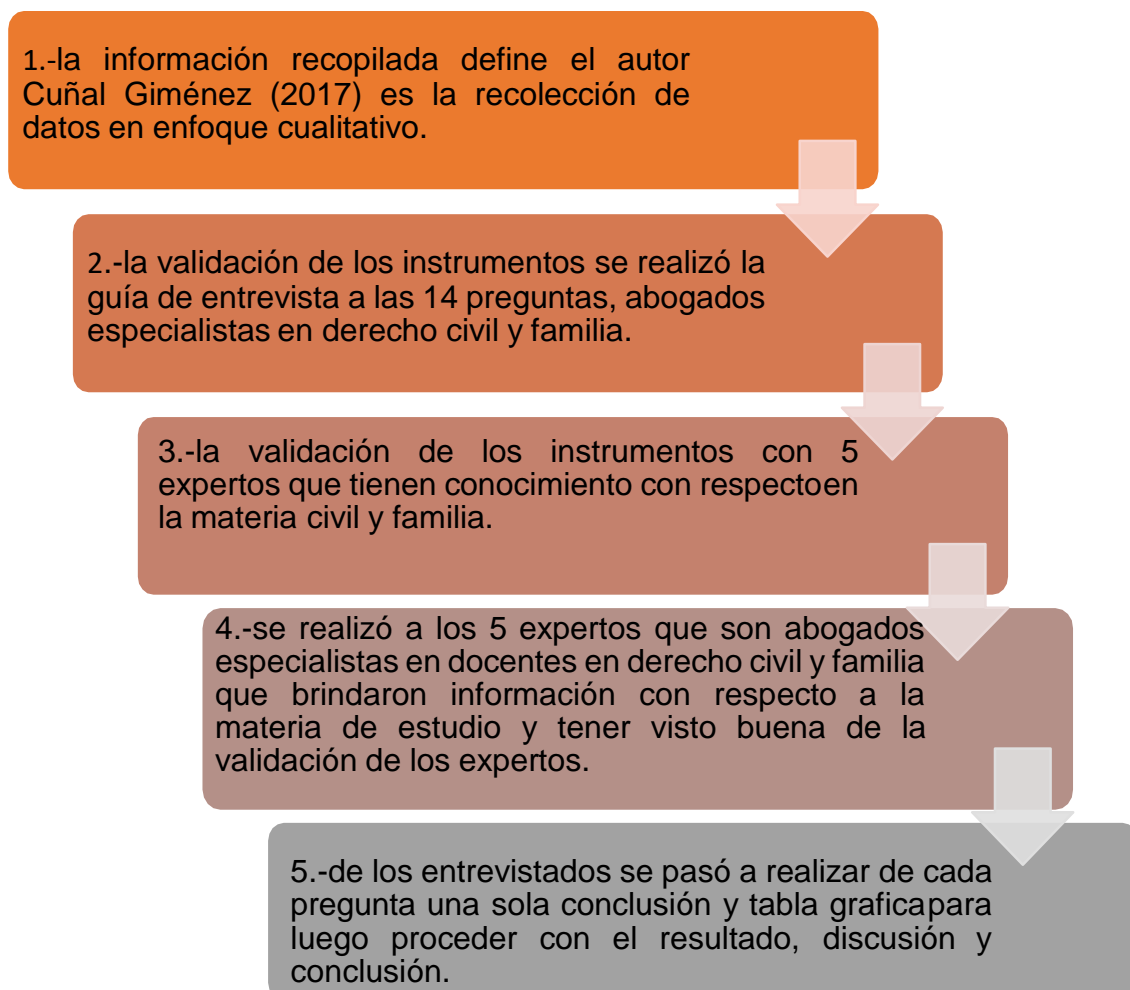 1.-la información recopilada define el autor
Cuñal Giménez (2017) es la recolección de
datos en enfoque cualitativo.
2.-la validación de los instrumentos se realizó la
guía de entrevista a las 14 preguntas, abogados
especialistas en derecho civil y familia.
3.-la validación de los instrumentos con 5
expertos que tienen conocimiento con respectoen
la materia civil y familia.
4.-se realizó a los 5 expertos que son abogados
especialistas en docentes en derecho civil y familia
que brindaron información con respecto a la
materia de estudio y tener visto buena de la
validación de los expertos.
5.-de los entrevistados se pasó a realizar de cada
pregunta una sola conclusión y tabla graficapara
luego proceder con el resultado, discusión y
conclusión.